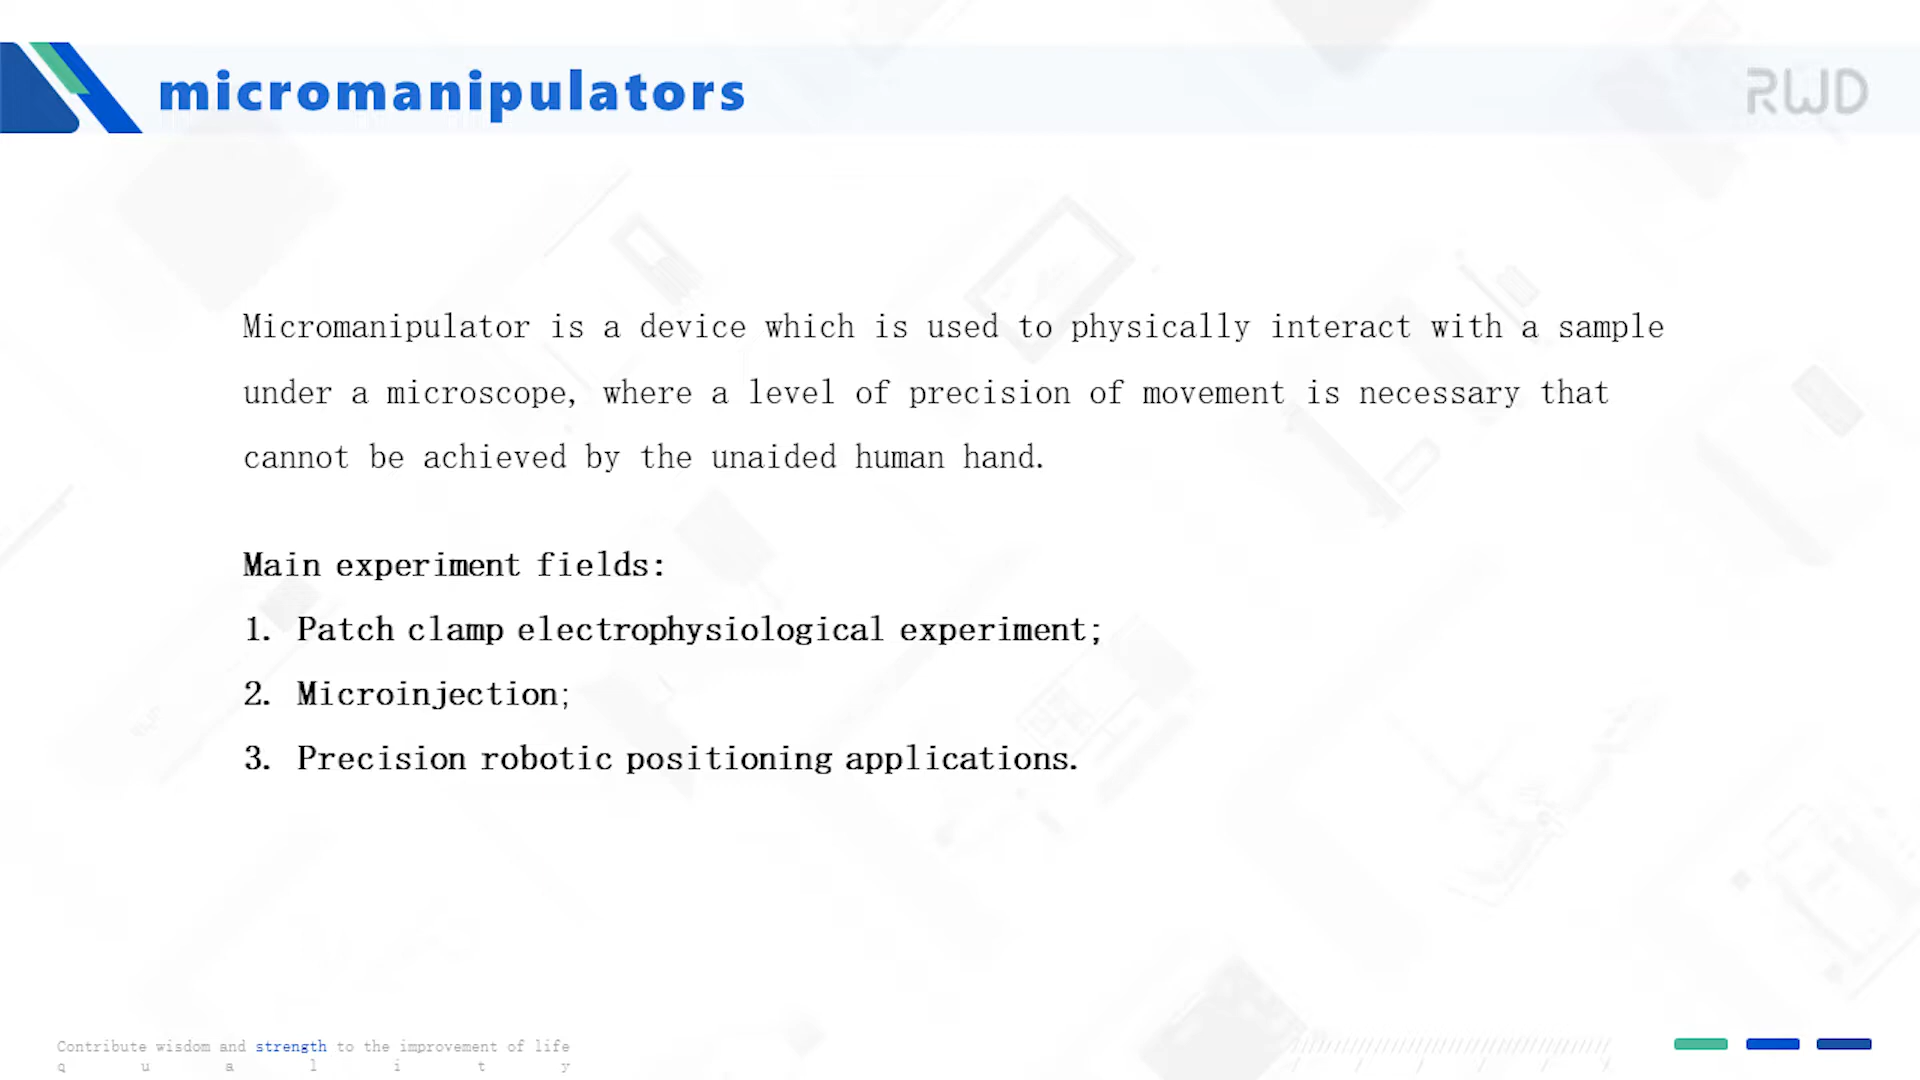 micromanipulators
RWD
Micromanipulator is a device which is used to physically interact with a sample
under a microscope, where a level of precision of movement is necessary that
cannot be achieved by the unaided human hand.
Main experiment fields:
1. Patch clamp electrophysiological experiment;
2. Microinjection;
3. Precision robotic positioning applications.
Contribute wisdom and strength to the improvement of life
q u a l i t y